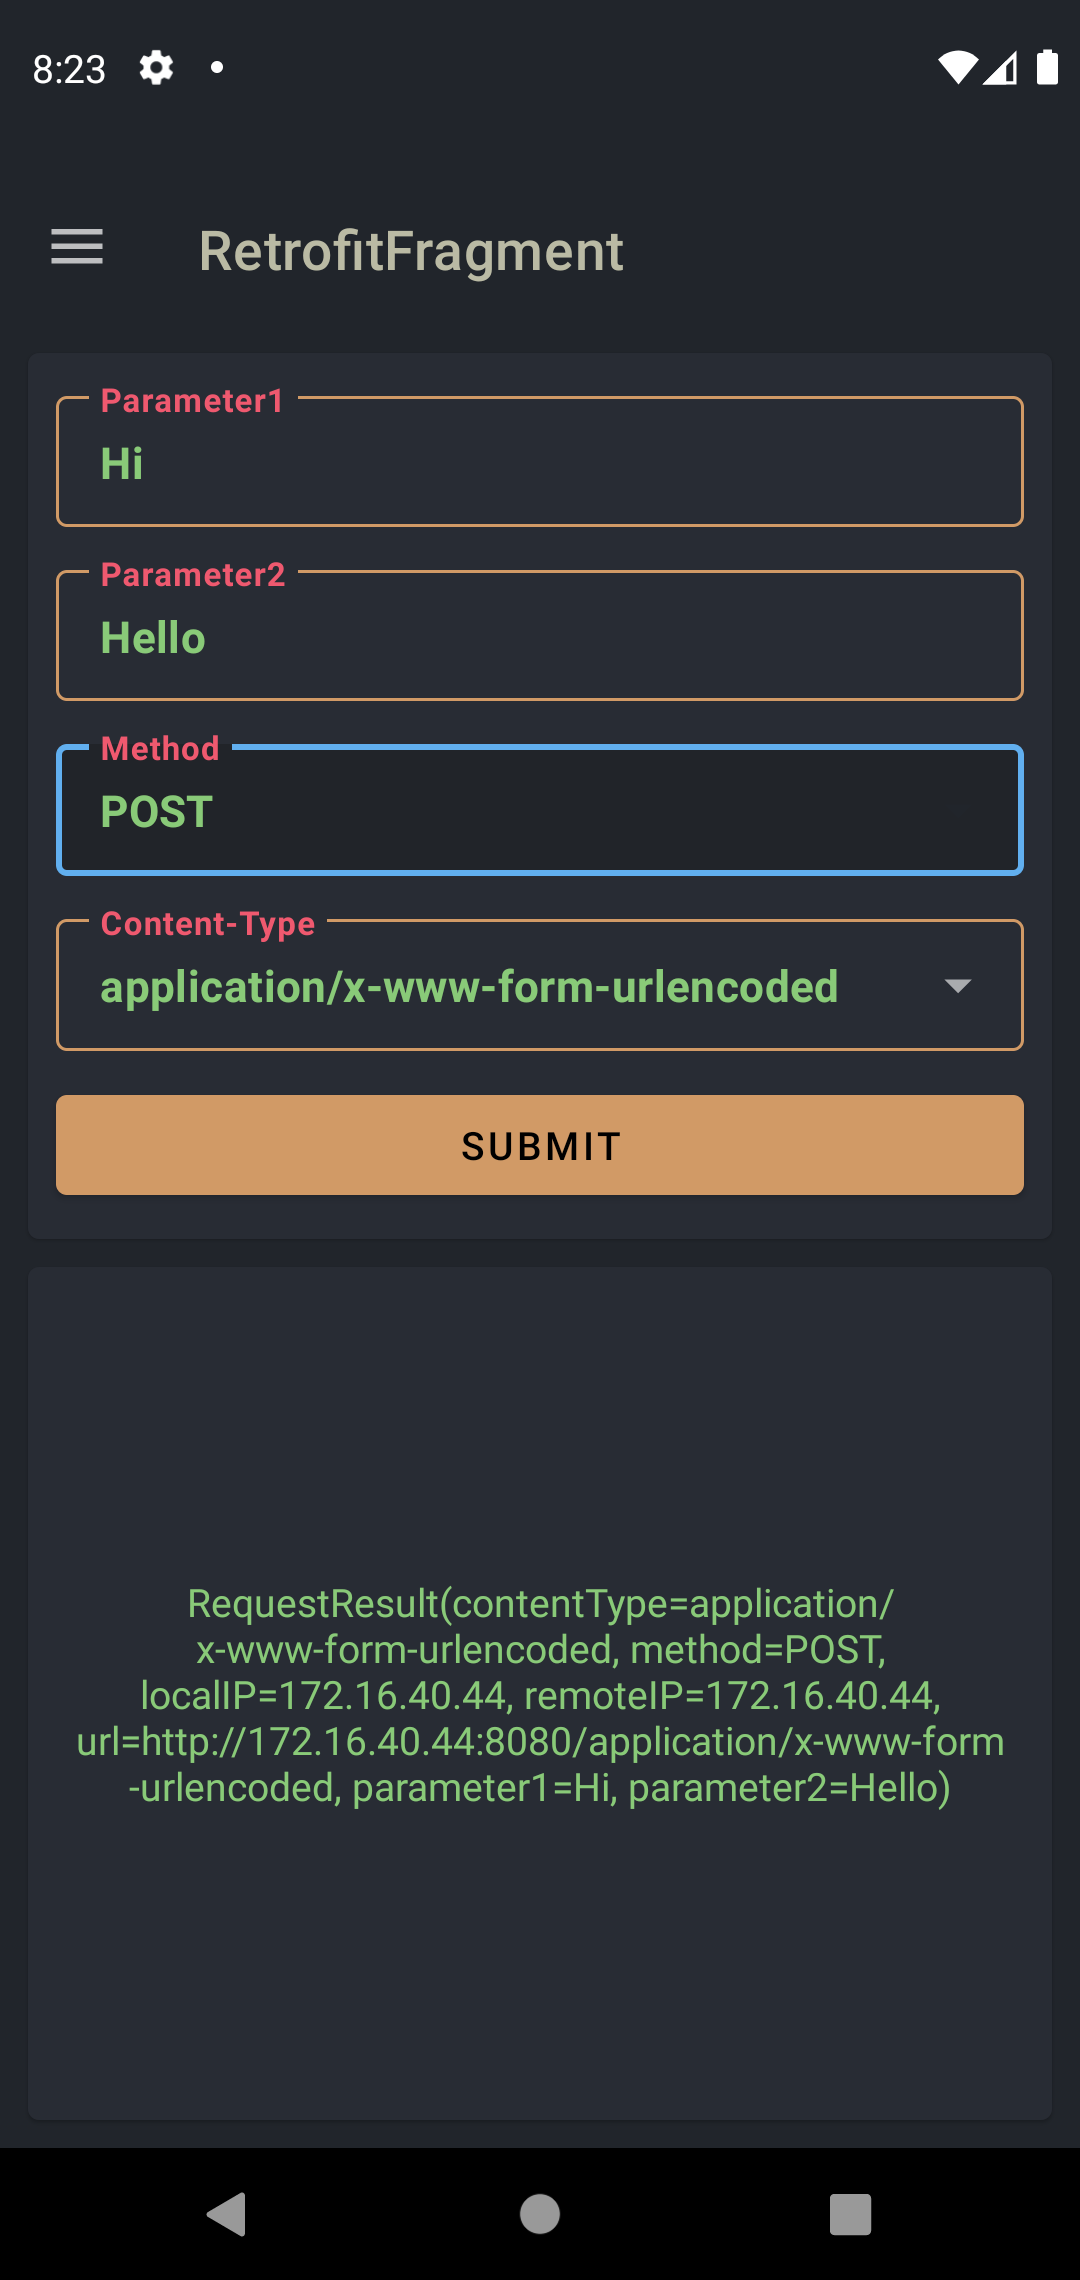 8:23
RetrofitFragment
Parameter1
Hi
Parameter2
Hello
Method
POST
Content-Type
application/x-www-form-urlencoded
SUBMIT
RequestResult(contentType=application/
x-www-form-urlencoded, method=POST,
localIP=172.16.40.44, remoteIP=172.16.40.44,
url=http://172.16.40.44:8080/application/x-www-form
-urlencoded, parameter1=Hi, parameter2=Hello)